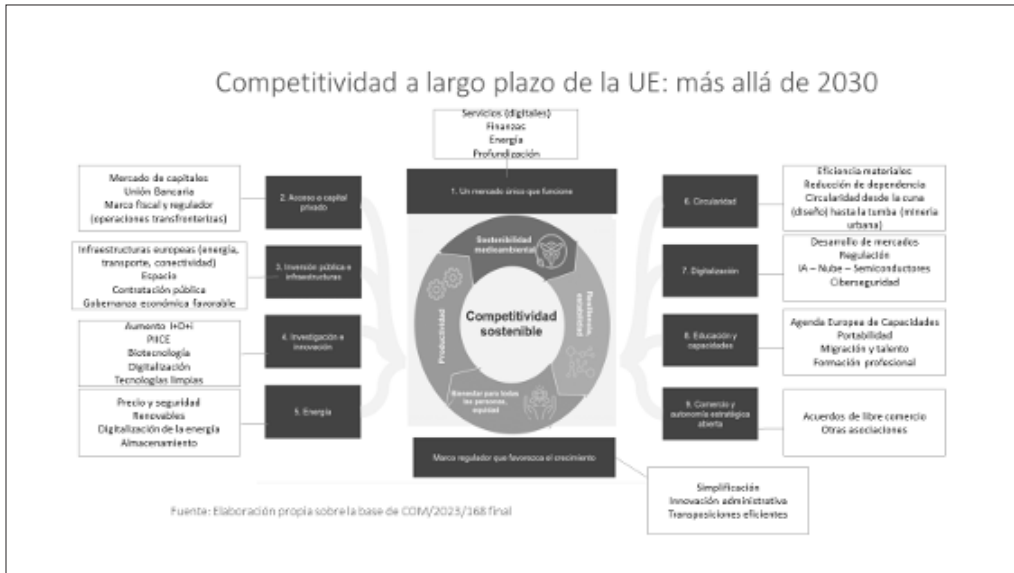 Competitividad a largo plazo de la UE: más allá de 2030
Servicios (digitales)
Finanzas
Energía
Profundización
1. Un mercado único que funcione
Mercado de capitales
Unión Bancaria
Marco fiscal y regulador
(operaciones transfronterizas)
2. Acceso a capital
privado
Infraestructuras europeas (energía,
transporte, conectividad)
Espacio
Contratación pública
Gobernanza económica favorable
3. Inversión pública e
infraestructuras
Aumento I+D+i
PIICE
Biotecnología
Digitalización
Tecnologías limpias
4. Investigación e
innovación
Precio y seguridad
Renovables
Digitalización de la energía
Almacenamiento
5. Energía
Sostenibilidad
medioambiental
Productividad
Competitividad
sostenible
Resiliencia,
estabilidad
Bienestar para todas
las personas,
equidad
6. Circularidad
Eficiencia materiales
Reducción de dependencia
Circularidad desde la cuna
(diseño) hasta la tumba (minería
urbana)
7. Digitalización
Desarrollo de mercados
Regulación
IA – Nube – Semiconductores
Ciberseguridad
8. Educación y
capacidades
Agenda Europea de Capacidades
Portabilidad
Migración y talento
Formación profesional
9. Comercio y
autonomía estratégica
abierta
Acuerdos de libre comercio
Otras asociaciones
Marco regulador que favorezca el crecimiento
Simplificación
Innovación administrativa
Transposiciones eficientes
Fuente: Elaboración propia sobre la base de COM/2023/168 final